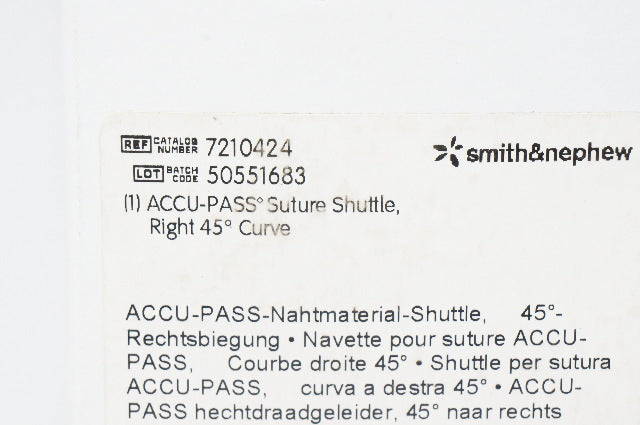 REF CATALOG NUMBER 7210424
smith&nephew
LOT BATCH CODE 50551683
(1) ACCU-PASS° Suture Shuttle,
Right 45° Curve
ACCU-PASS-Nahtmaterial-Shuttle, 45°-
Rechtsbiegung • Navette pour suture ACCU-
PASS, Courbe droite 45° • Shuttle per sutura
ACCU-PASS, curva a destra 45° • ACCU-
PASS hechtdraadgeleider, 45° naar rechts